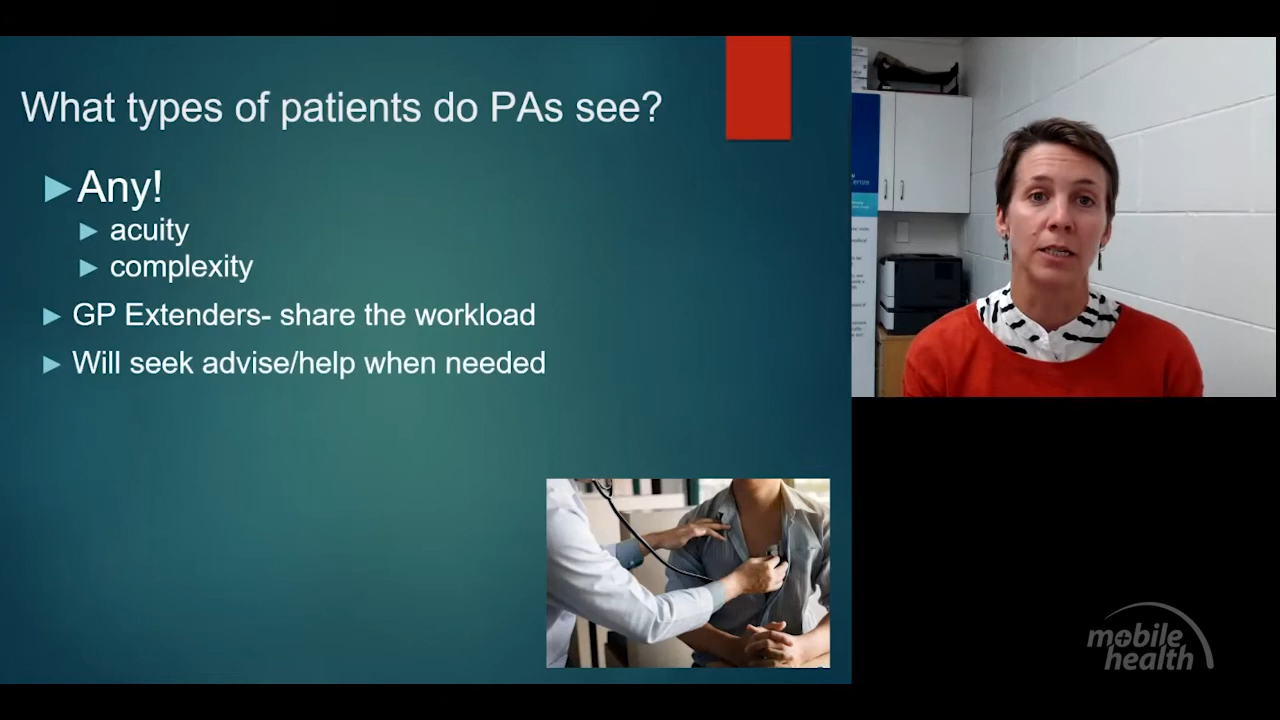 What types of patients do PAs see?
Any!
acuity
complexity
GP Extenders- share the workload
Will seek advise/help when needed
mobile
health